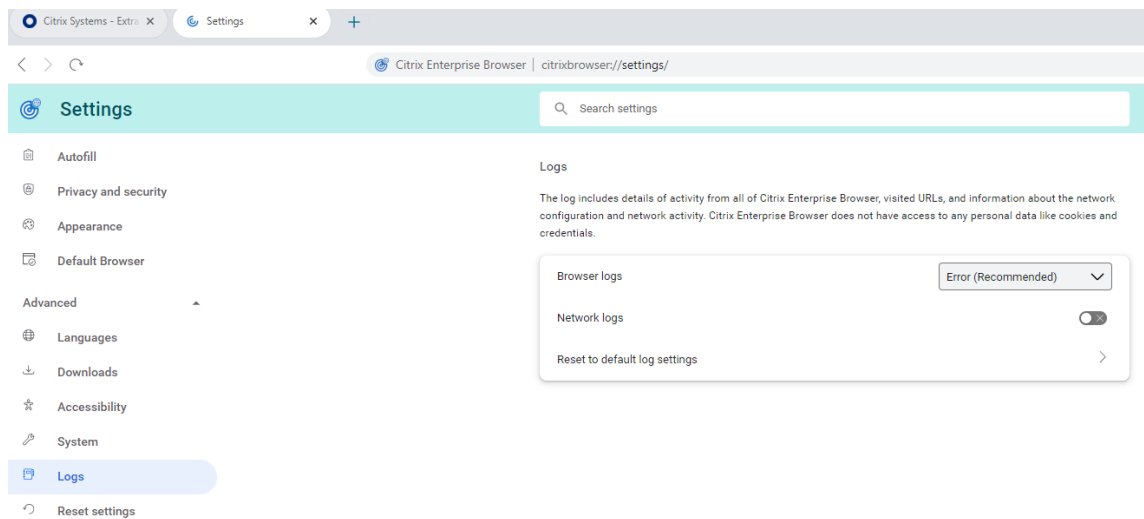 Citrix Systems - Extra
Settings
Citrix Enterprise Browser | citrixbrowser://settings/
Settings
Search settings
Autofill
Privacy and security
Appearance
Default Browser
Advanced
Languages
Downloads
Accessibility
System
Logs
Reset settings
Logs
The log includes details of activity from all of Citrix Enterprise Browser, visited URLs, and information about the network
configuration and network activity. Citrix Enterprise Browser does not have access to any personal data like cookies and
credentials.
Browser logs
Error (Recommended)
Network logs
Reset to default log settings